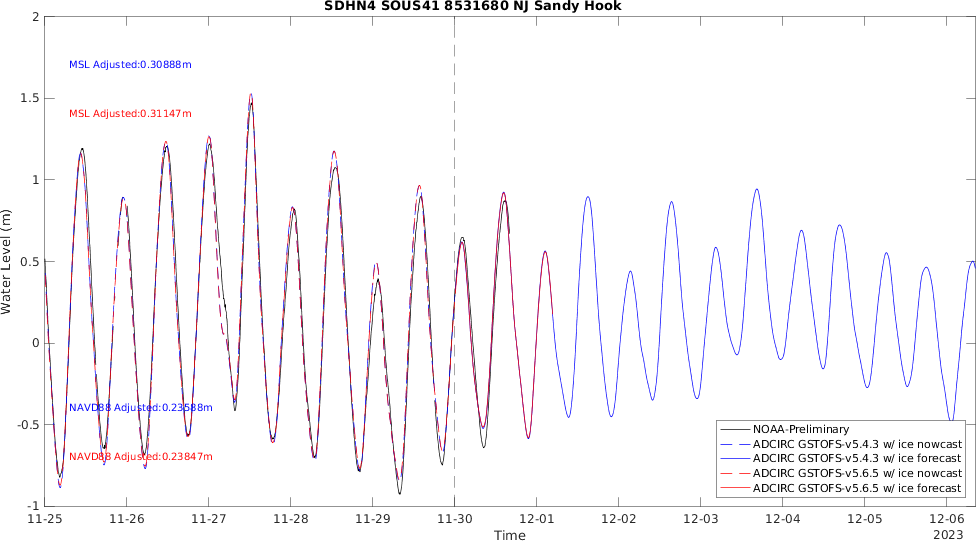 SDHN4 SOUS41 8531680 NJ Sandy Hook
2
1.5
1
0.5
0
-0.5
-1
Water Level (m)
MSL Adjusted:0.30888m
MSL Adjusted:0.31147m
NAVD88 Adjusted:0.23588m
NAVD88 Adjusted:0.23847m
NOAA-Preliminary
ADCIRC GSTOFS-v5.4.3 w/ ice nowcast
ADCIRC GSTOFS-v5.4.3 w/ ice forecast
ADCIRC GSTOFS-v5.6.5 w/ ice nowcast
ADCIRC GSTOFS-v5.6.5 w/ ice forecast
11-25 11-26 11-27 11-28 11-29 11-30 12-01 12-02 12-03 12-04 12-05 12-06
2023
Time